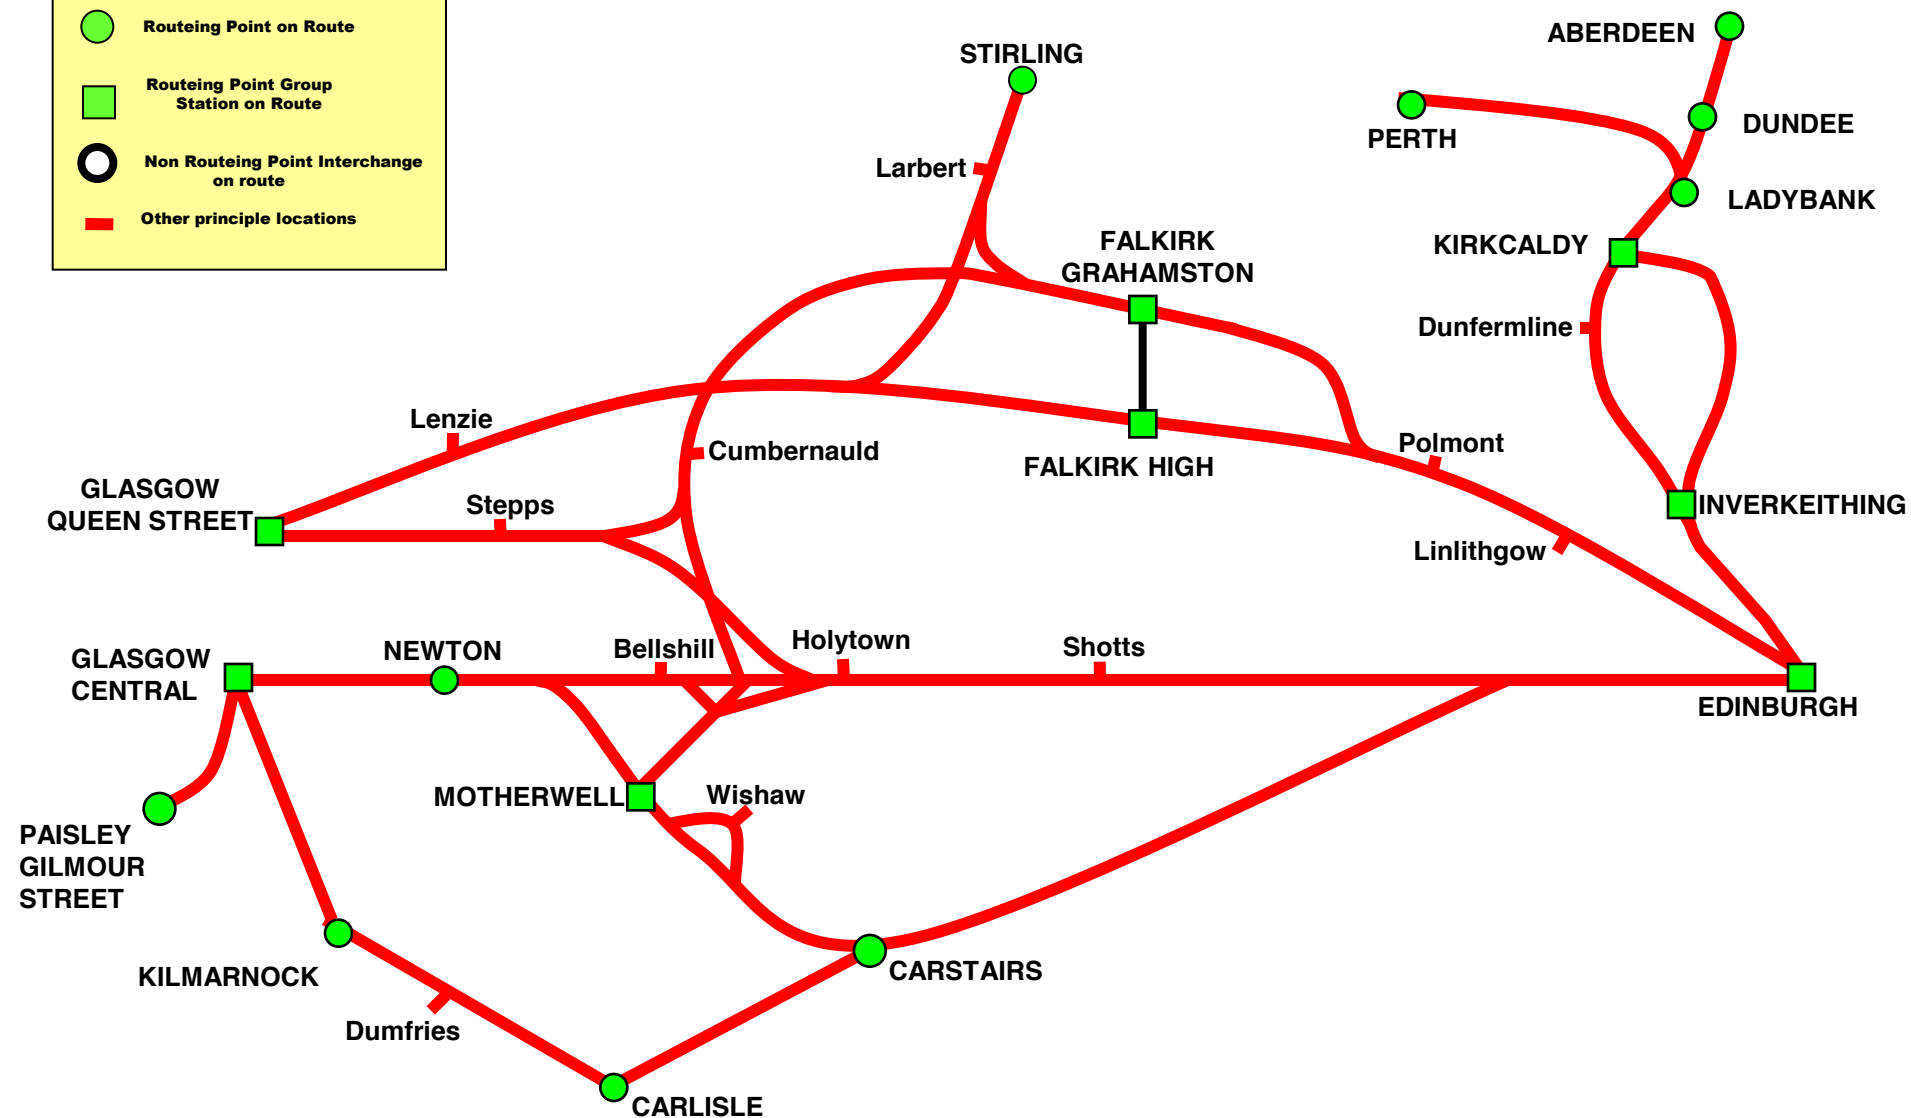 Routeing Point on Route
Routeing Point Group
Station on Route
Non Routeing Point Interchange
on route
Other principle locations
STIRLING
ABERDEEN
PERTH
DUNDEE
Larbert
LADYBANK
FALKIRK
GRAHAMSTON
KIRKCALDY
Dunfermline
Lenzie
Cumbernauld
FALKIRK HIGH
Polmont
GLASGOW
QUEEN STREET
Stepps
INVERKEITHING
Linlithgow
GLASGOW
CENTRAL
NEWTON
Bellshill
Holytown
Shotts
EDINBURGH
MOTHERWELL
Wishaw
PAISLEY
GILMOUR
STREET
KILMARNOCK
CARSTAIRS
Dumfries
CARLISLE